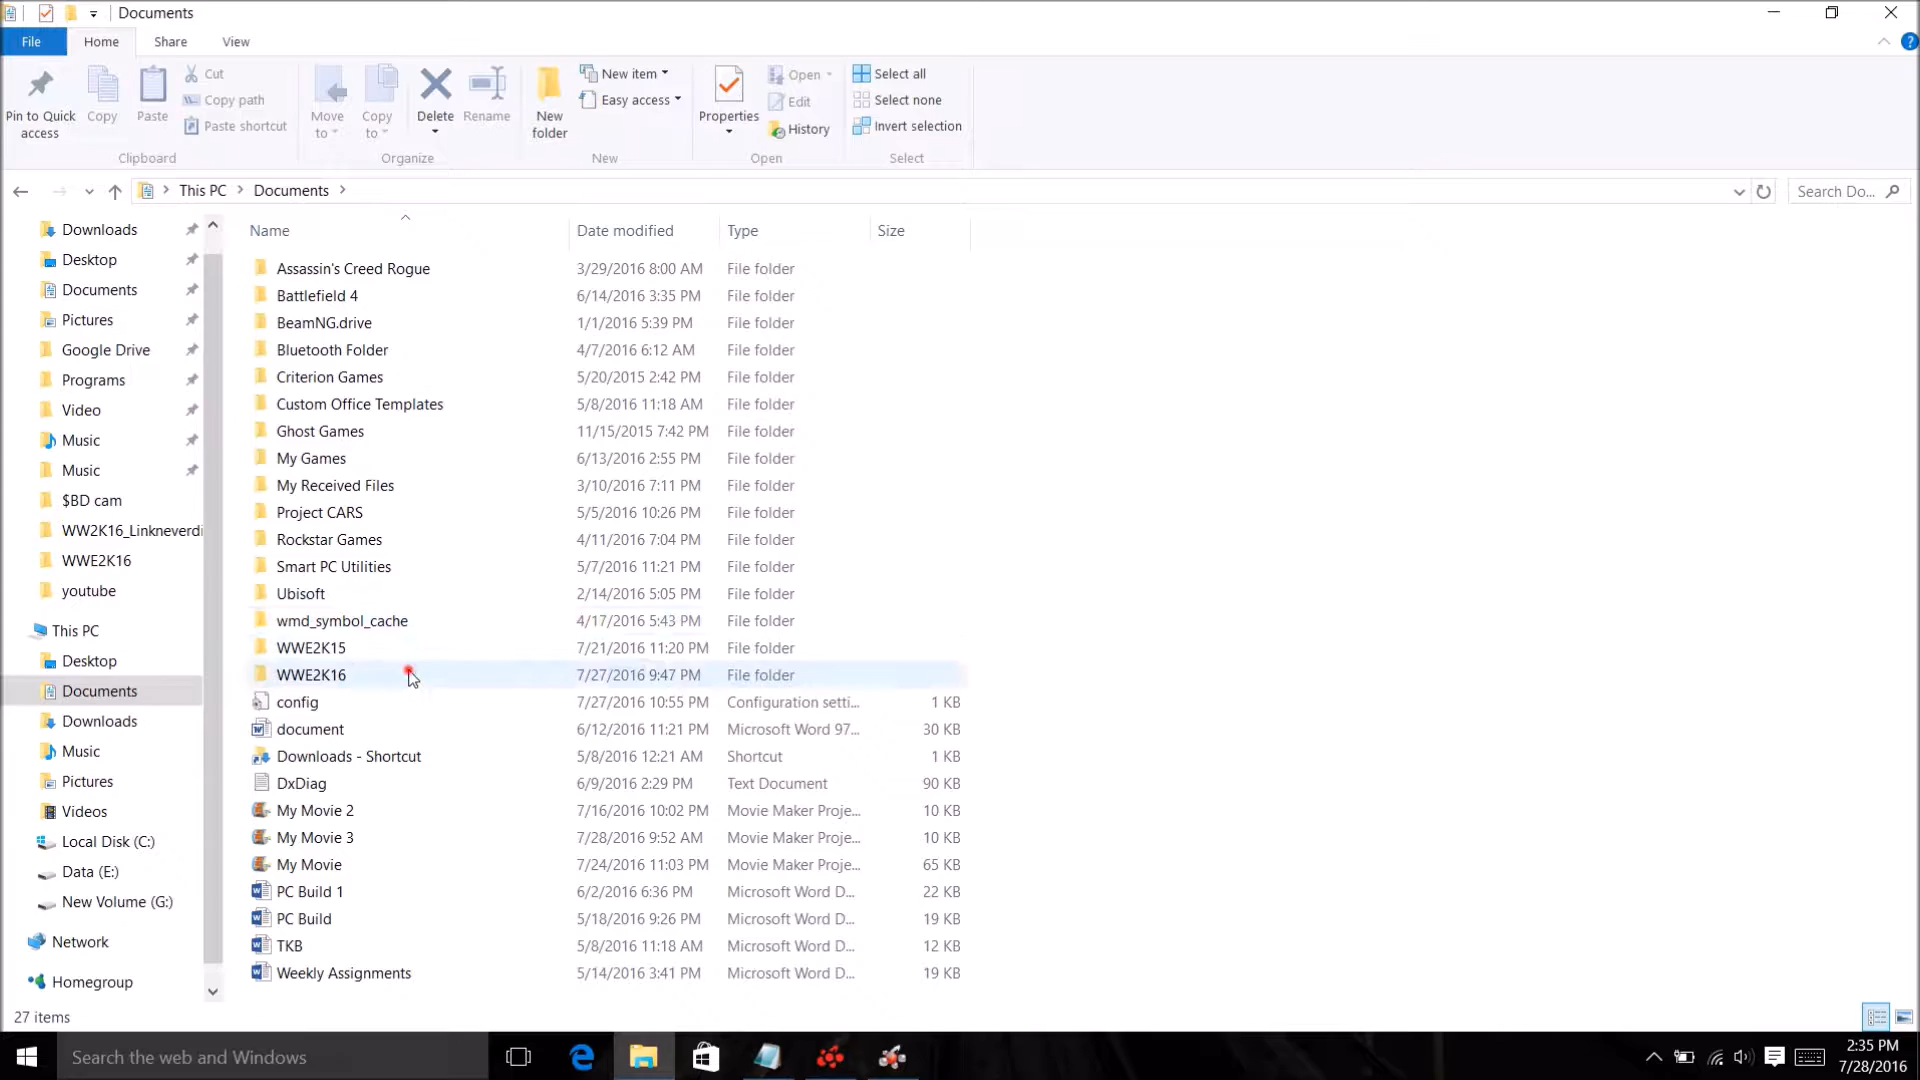 Documents
File Home Share View
Pin to Quick access
Copy
Paste
Cut
Copy path
Paste shortcut
Clipboard
Move to
Copy to
Delete
Rename
Organize
New folder
New item
Easy access
New
Properties
Open
Edit
History
Open
Select all
Select none
Invert selection
Select
This PC Documents
Search Do...
Downloads
Desktop
Documents
Pictures
Google Drive
Programs
Video
Music
Music
$BD cam
WW2K16_Linkneverdi
WWE2K16
youtube
This PC
Desktop
Documents
Downloads
Music
Pictures
Videos
Local Disk (C:)
Data (E:)
New Volume (G:)
Network
Homegroup
Name Date modified Type Size
Assassin's Creed Rogue 3/29/2016 8:00 AM File folder
Battlefield 4 6/14/2016 3:35 PM File folder
BeamNG.drive 1/1/2016 5:39 PM File folder
Bluetooth Folder 4/7/2016 6:12 AM File folder
Criterion Games 5/20/2015 2:42 PM File folder
Custom Office Templates 5/8/2016 11:18 AM File folder
Ghost Games 11/15/2015 7:42 PM File folder
My Games 6/13/2016 2:55 PM File folder
My Received Files 3/10/2016 7:11 PM File folder
Project CARS 5/5/2016 10:26 PM File folder
Rockstar Games 4/11/2016 7:04 PM File folder
Smart PC Utilities 5/7/2016 11:21 PM File folder
Ubisoft 2/14/2016 5:05 PM File folder
wmd_symbol_cache 4/17/2016 5:43 PM File folder
WWE2K15 7/21/2016 11:20 PM File folder
WWE2K16 7/27/2016 9:47 PM File folder
config 7/27/2016 10:55 PM Configuration setti... 1 KB
document 6/12/2016 11:21 PM Microsoft Word 97... 30 KB
Downloads - Shortcut 5/8/2016 12:21 AM Shortcut 1 KB
DxDiag 6/9/2016 2:29 PM Text Document 90 KB
My Movie 2 7/16/2016 10:02 PM Movie Maker Proje... 10 KB
My Movie 3 7/28/2016 9:52 AM Movie Maker Proje... 10 KB
My Movie 7/24/2016 11:03 PM Movie Maker Proje... 65 KB
PC Build 1 6/2/2016 6:36 PM Microsoft Word D... 22 KB
PC Build 5/18/2016 9:26 PM Microsoft Word D... 19 KB
TKB 5/8/2016 11:18 AM Microsoft Word D... 12 KB
Weekly Assignments 5/14/2016 3:41 PM Microsoft Word D... 19 KB
27 items
Search the web and Windows
2:35 PM
7/28/2016